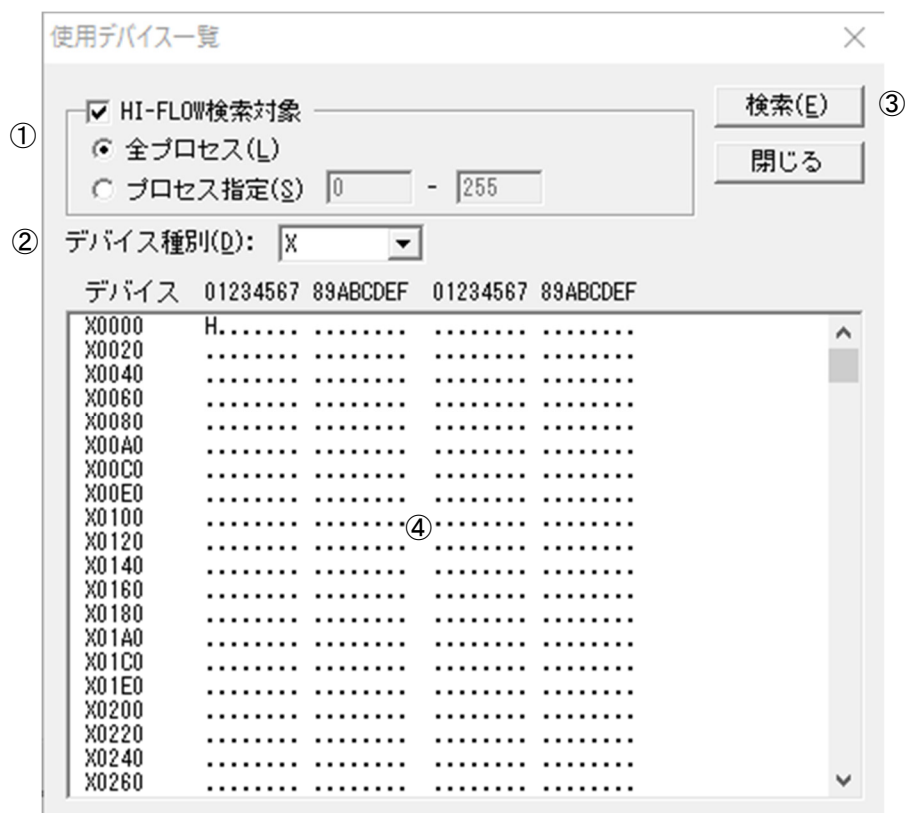 使用デバイス一覧
HI-FLOW検索対象
検索(E)
③
①
全プロセス(L)
閉じる
プロセス指定(S) 0 - 255
② デバイス種別(D): X
デバイス 01234567 89ABCDEF 01234567 89ABCDEF
X0000 H....... ........ ........ ........
X0020 ........ ........ ........ ........
X0040 ........ ........ ........ ........
X0060 ........ ........ ........ ........
X0080 ........ ........ ........ ........
X00A0 ........ ........ ........ ........
X00C0 ........ ........ ........ ........
X00E0 ........ ........ ........ ........
X0100 ........ ........ ④ ........ ........
X0120 ........ ........ ........ ........
X0140 ........ ........ ........ ........
X0160 ........ ........ ........ ........
X0180 ........ ........ ........ ........
X01A0 ........ ........ ........ ........
X01C0 ........ ........ ........ ........
X01E0 ........ ........ ........ ........
X0200 ........ ........ ........ ........
X0220 ........ ........ ........ ........
X0240 ........ ........ ........ ........
X0260 ........ ........ ........ ........